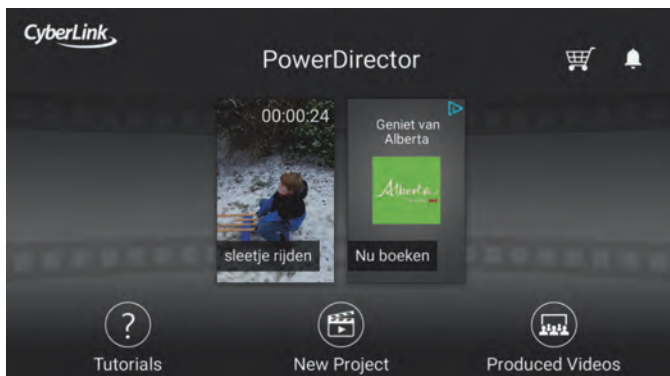 CyberLink
PowerDirector
00:00:24
sleetje rijden
Geniet van
Alberta
Alberta
Nu boeken
?
Tutorials
New Project
Produced Videos